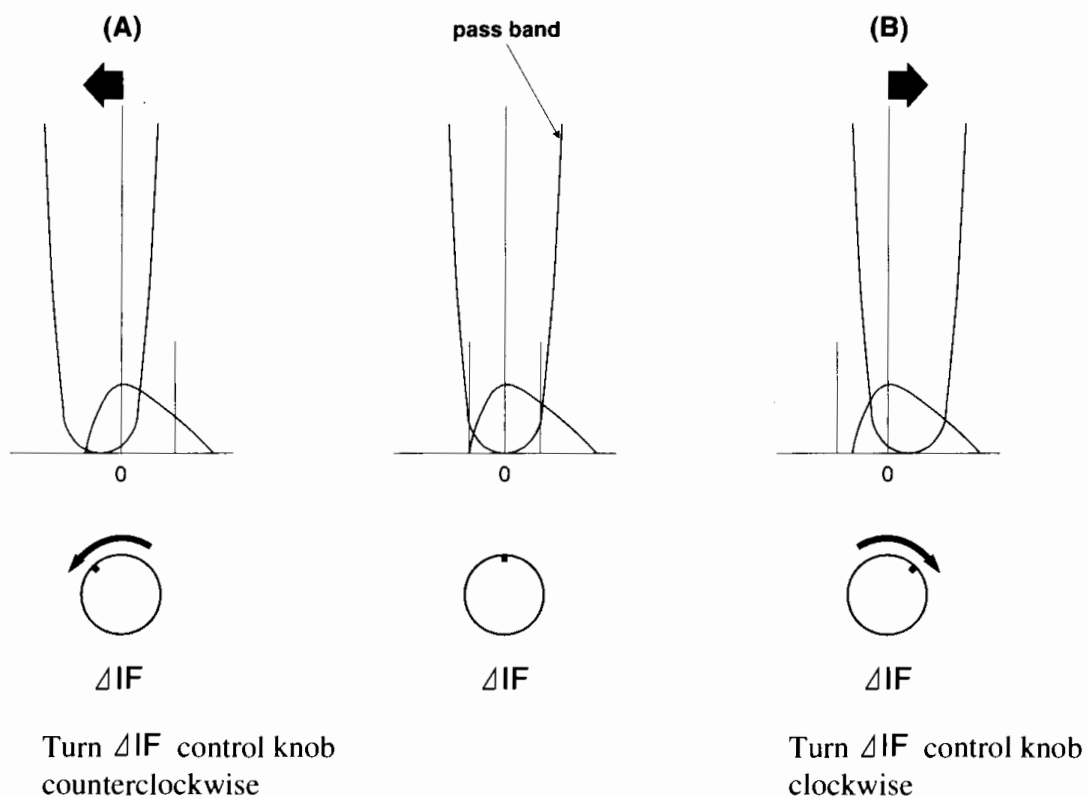 (A)
pass band
(B)
0
0
0
⊿IF
⊿IF
⊿IF
Turn ⊿IF control knob
counterclockwise
Turn ⊿IF control knob
clockwise